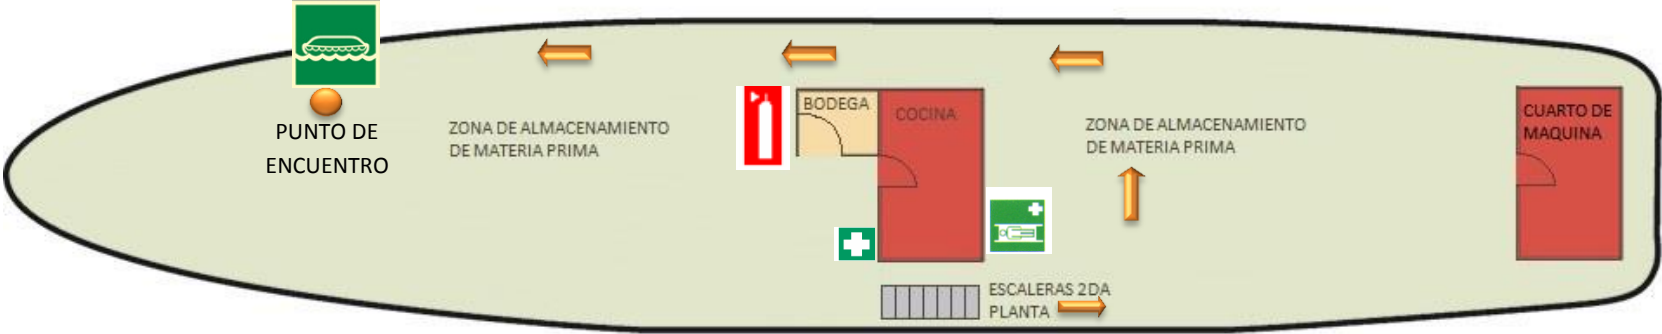 PUNTO DE
ENCUENTRO
ZONA DE ALMACENAMIENTO
DE MATERIA PRIMA
BODEGA
COCINA
ZONA DE ALMACENAMIENTO
DE MATERIA PRIMA
CUARTO DE
MAQUINA
ESCALERAS 2DA
PLANTA